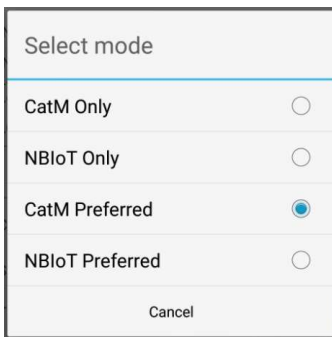 Select mode
CatM Only
NBIoT Only
CatM Preferred
NBIoT Preferred
Cancel